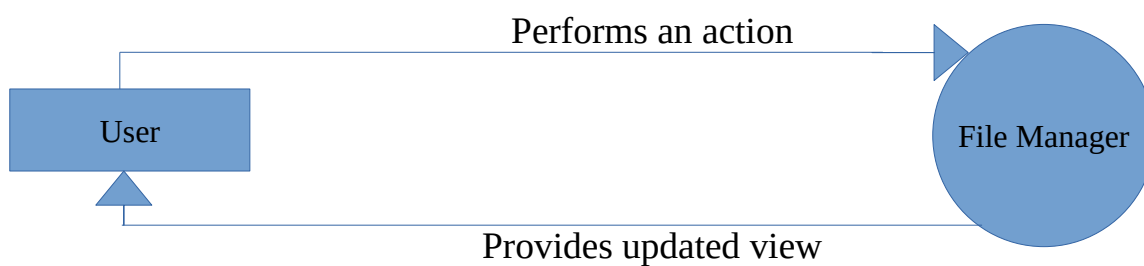 Performs an action
User
File Manager
Provides updated view